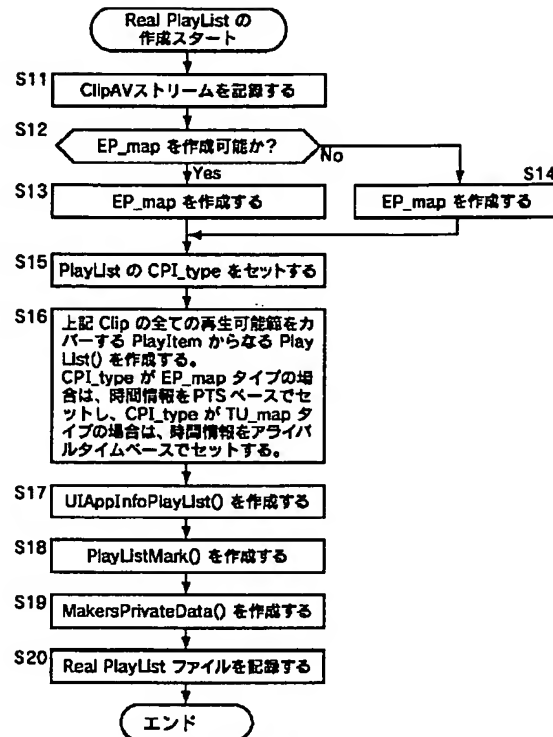 Real PlayList の
作成スタート
S11
ClipAVストリームを記録する
S12
EP_map を作成可能か？
No
Yes
S13
EP_map を作成する
S14
EP_map を作成する
S15
PlayList の CPI_type をセットする
S16
上記 Clip の全ての再生可能範をカ
バーする PlayItem からなる Play
List() を作成する。
CPI_type が EP_map タイプの場
合は、時間情報をPTS ベースでセ
ットし、CPI_type が TU_map タ
イプの場合は、時間情報をアライバ
ルタイムベースでセットする。
S17
UIAppInfoPlayList() を作成する
S18
PlayListMark() を作成する
S19
MakersPrivateData() を作成する
S20
Real PlayList ファイルを記録する
エンド